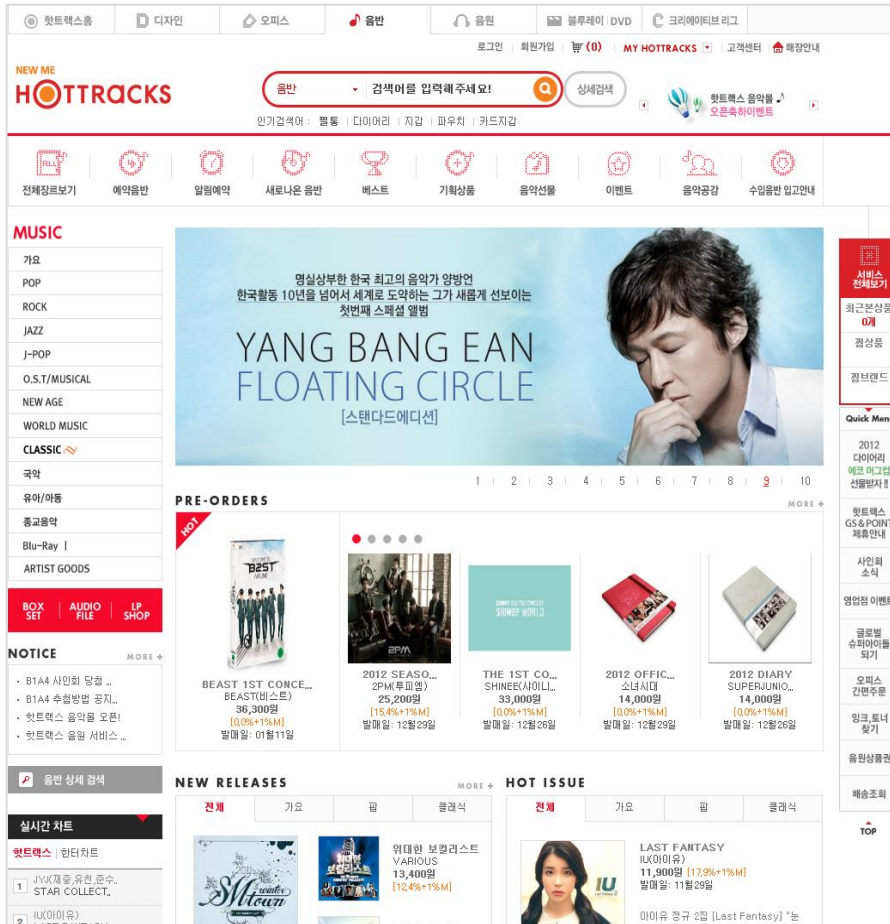 핫트랙스홈
디자인
오피스
음반
음원
블루레이 | DVD
크리에이티브 리그
로그인 | 회원가입 | (0) MY HOTTRACKS 고객센터 매장안내
NEW ME
HOTTRACKS
음반
검색어를 입력해주세요!
상세검색
핫트랙스 음악몰
오픈축하이벤트
인기검색어 : 필통 | 다이어리 | 지갑 | 파우치 | 카드지갑
ALL
전체장르보기
예약음반
알림예약
새로나온 음반
베스트
기획상품
음악선물
이벤트
음악공감
수입음반 입고안내
MUSIC
가요
POP
ROCK
JAZZ
J-POP
O.S.T/MUSICAL
NEW AGE
WORLD MUSIC
CLASSIC
국악
유아/아동
종교음악
Blu-Ray |
ARTIST GOODS
BOX SET | AUDIO FILE | LP SHOP
NOTICE
MORE +
· B1A4 사인회 당첨 ...
· B1A4 추첨방법 공지...
· 핫트랙스 음악몰 오픈!
· 핫트랙스 음원 서비스 ...
음반 상세 검색
실시간 차트
핫트랙스 | 한터차트
1
JYJ(재중,유천,준수..
STAR COLLECT..
2
IU(아이유)
명실상부한 한국 최고의 음악가 양방언
한국활동 10년을 넘어서 세계로 도약하는 그가 새롭게 선보이는
첫번째 스페셜 앨범
YANG BANG EAN
FLOATING CIRCLE
[스탠다드에디션]
1 | 2 | 3 | 4 | 5 | 6 | 7 | 8 | 9 | 10
PRE-ORDERS
MORE +
HOT
B2ST
BEAST 1ST CONCE...
BEAST(비스트)
36,300원
[0,0%+1%M]
발매일: 01월11일
2PM
2012 SEASO...
2PM(투피엠)
25,200원
[15,4%+1%M]
발매일: 12월29일
SHINEE WORLD
THE 1ST CO...
SHINEE(샤이니...
33,000원
[0,0%+1%M]
발매일: 12월26일
2012 OFFIC...
소녀시대
14,000원
[0,0%+1%M]
발매일: 12월29일
2012 DIARY
SUPERJUNIO...
14,000원
[0,0%+1%M]
발매일: 12월26일
NEW RELEASES
MORE +
전체
가요
팝
클래식
SMtown
winter
위대한 보컬리스트
VARIOUS
13,400원
[12,4%+1%M]
HOT ISSUE
전체
가요
팝
클래식
IU
LAST FANTASY
IU(아이유)
11,900원 [17,9%+1%M]
발매일: 11월29일
아이유 정규 2집 [Last Fantasy] "눈
서비스
전체보기
최근본상품
0개
찜상품
찜브랜드
Quick Men
2012
다이어리
에코 머그컵
선물받자!!
핫트랙스
GS&POINT
제휴안내
사인회
소식
영업점 이벤트
글로벌
슈퍼아이돌
되기
오피스
간편주문
잉크,토너
찾기
음원상품권
배송조회
TOP